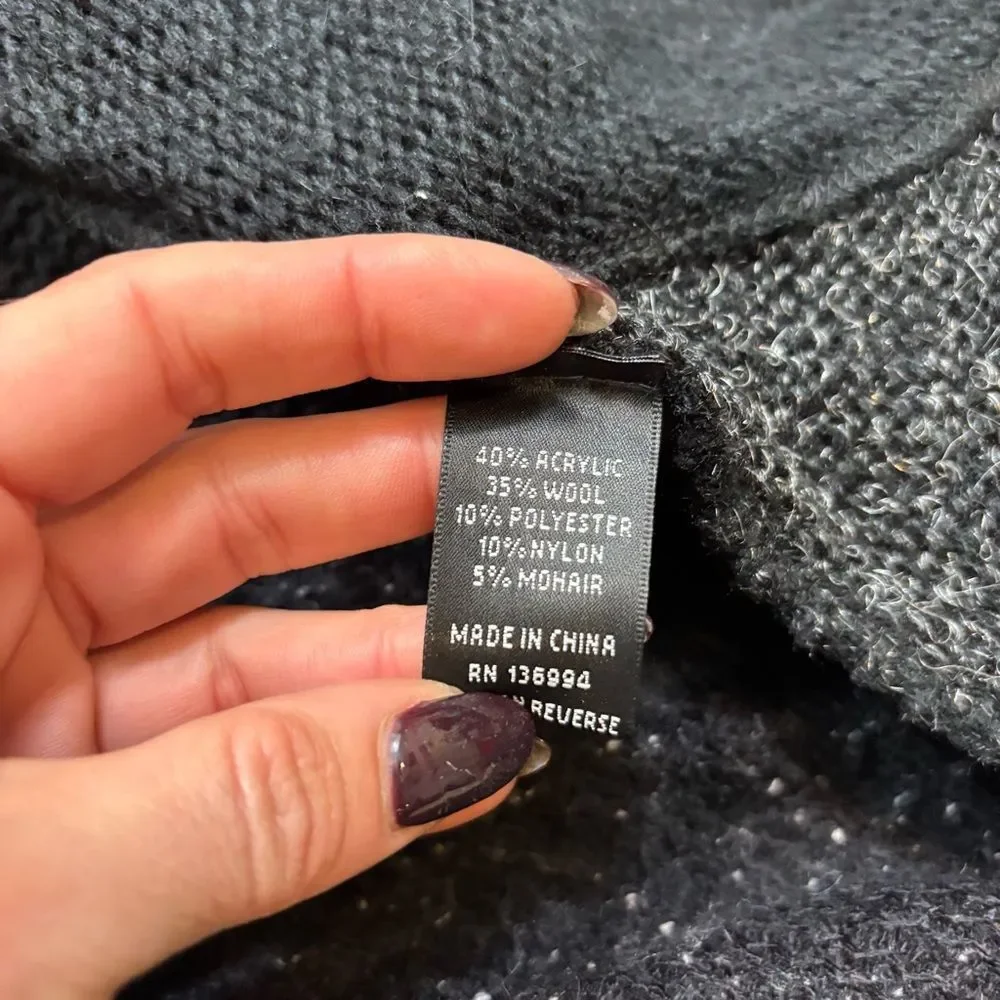 40% ACRYLIC
35% WOOL
10% POLYESTER
10% NYLON
5% MOHAIR
MADE IN CHINA
RN 136994
REVERSE